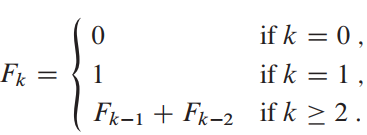 0 if k = 0 ,
F_k = { 1 if k = 1 ,
F_{k−1} + F_{k−2} if k ≥ 2 .